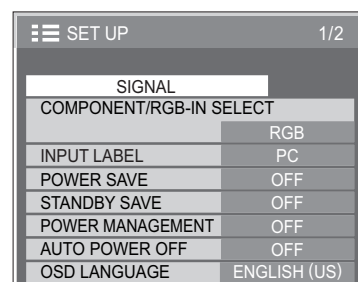 SET UP 1/2
SIGNAL
COMPONENT/RGB-IN SELECT
RGB
INPUT LABEL PC
POWER SAVE OFF
STANDBY SAVE OFF
POWER MANAGEMENT OFF
AUTO POWER OFF OFF
OSD LANGUAGE ENGLISH (US)